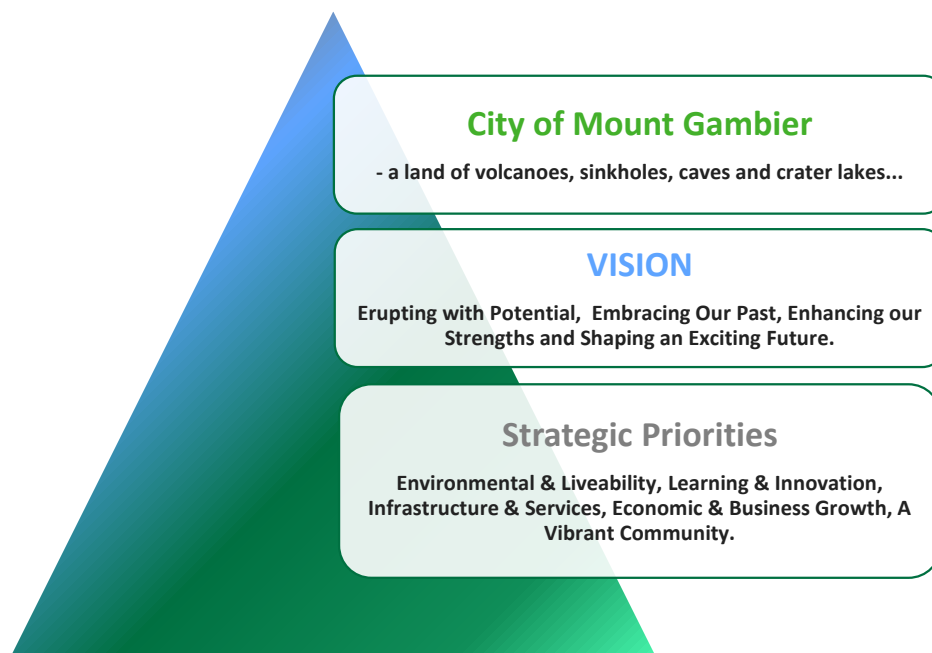 City of Mount Gambier
- a land of volcanoes, sinkholes, caves and crater lakes...
VISION
Erupting with Potential,  Embracing Our Past, Enhancing our
Strengths and Shaping an Exciting Future.
Strategic Priorities
Environmental & Liveability, Learning & Innovation,
Infrastructure & Services, Economic & Business Growth, A
Vibrant Community.